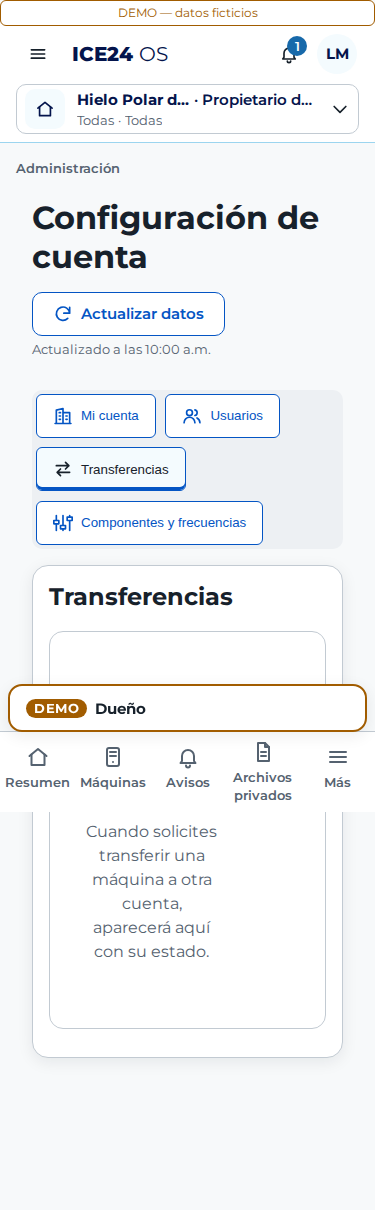 DEMO — datos ficticios
ICE24 OS
1
LM
Hielo Polar d... · Propietario d...
Todas · Todas
Administración
Configuración de
cuenta
Actualizar datos
Actualizado a las 10:00 a.m.
Mi cuenta
Usuarios
Transferencias
Componentes y frecuencias
Transferencias
DEMO Dueño
Resumen
Máquinas
Avisos
Archivos
privados
Más
Cuando solicites
transferir una
máquina a otra
cuenta,
aparecerá aquí
con su estado.